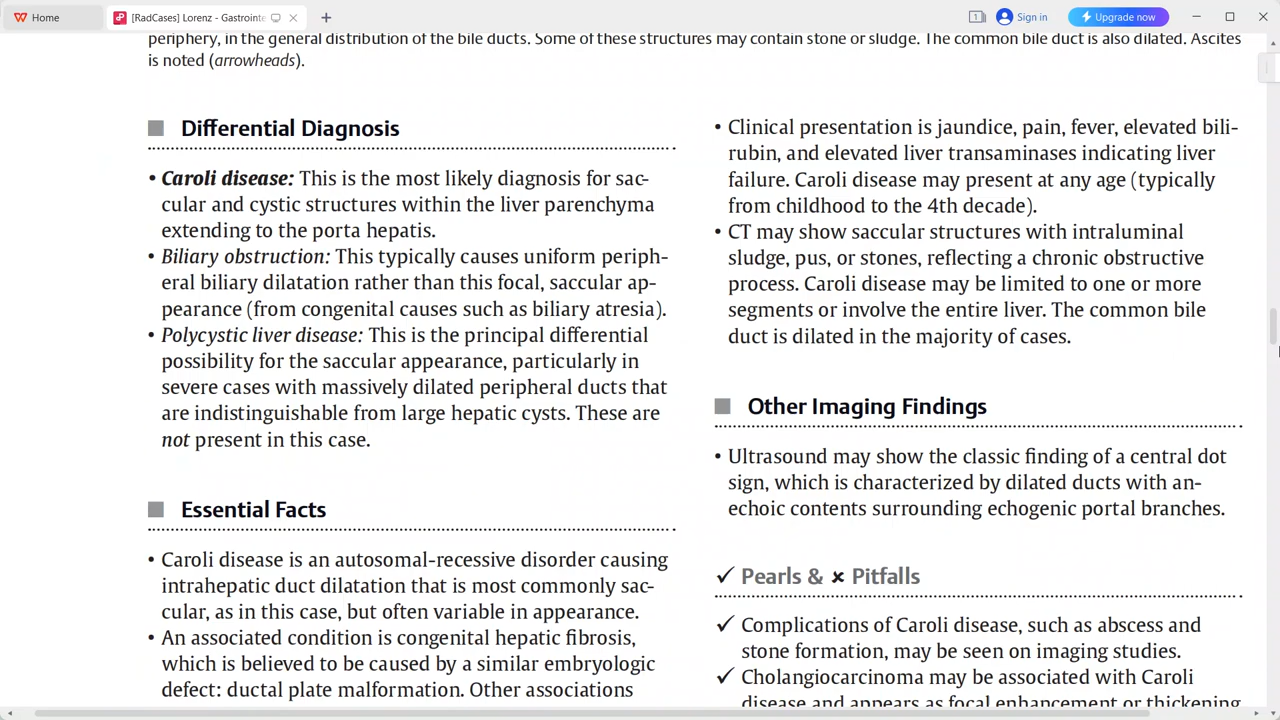 Home
[RadCases] Lorenz - Gastrointe
1
Sign in
Upgrade now
periphery, in the general distribution of the bile ducts. Some of these structures may contain stone or sludge. The common bile duct is also dilated. Ascites
is noted (arrowheads).
Differential Diagnosis
• Caroli disease: This is the most likely diagnosis for sac-
cular and cystic structures within the liver parenchyma
extending to the porta hepatis.
• Biliary obstruction: This typically causes uniform periph-
eral biliary dilatation rather than this focal, saccular ap-
pearance (from congenital causes such as biliary atresia).
• Polycystic liver disease: This is the principal differential
possibility for the saccular appearance, particularly in
severe cases with massively dilated peripheral ducts that
are indistinguishable from large hepatic cysts. These are
not present in this case.
Essential Facts
• Caroli disease is an autosomal-recessive disorder causing
intrahepatic duct dilatation that is most commonly sac-
cular, as in this case, but often variable in appearance.
• An associated condition is congenital hepatic fibrosis,
which is believed to be caused by a similar embryologic
defect: ductal plate malformation. Other associations
• Clinical presentation is jaundice, pain, fever, elevated bili-
rubin, and elevated liver transaminases indicating liver
failure. Caroli disease may present at any age (typically
from childhood to the 4th decade).
• CT may show saccular structures with intraluminal
sludge, pus, or stones, reflecting a chronic obstructive
process. Caroli disease may be limited to one or more
segments or involve the entire liver. The common bile
duct is dilated in the majority of cases.
Other Imaging Findings
• Ultrasound may show the classic finding of a central dot
sign, which is characterized by dilated ducts with an-
echoic contents surrounding echogenic portal branches.
✓ Pearls & ✗ Pitfalls
✓ Complications of Caroli disease, such as abscess and
stone formation, may be seen on imaging studies.
✓ Cholangiocarcinoma may be associated with Caroli
disease and appears as focal enhancement or thickening